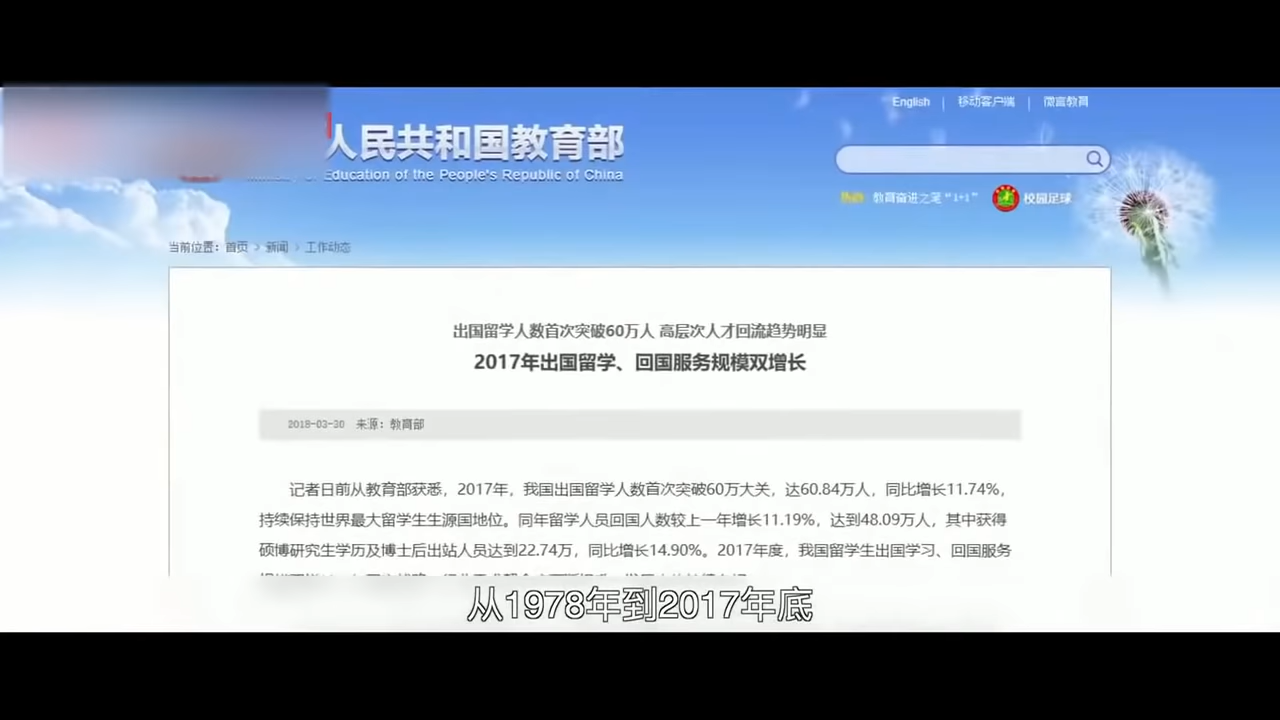 English | 移动客户端 | 微言教育
人民共和国教育部
Education of the People's Republic of China
教育奋进之笔“1+1” 校园足球
当前位置： 首页 > 新闻 > 工作动态
出国留学人数首次突破60万人 高层次人才回流趋势明显
2017年出国留学、回国服务规模双增长
2018-03-30 来源：教育部
记者日前从教育部获悉，2017年，我国出国留学人数首次突破60万大关，达60.84万人，同比增长11.74%，
持续保持世界最大留学生生源国地位。同年留学人员回国人数较上一年增长11.19%，达到48.09万人，其中获得
硕博研究生学历及博士后出站人员达到22.74万，同比增长14.90%。2017年度，我国留学生出国学习、回国服务
从1978年到2017年底